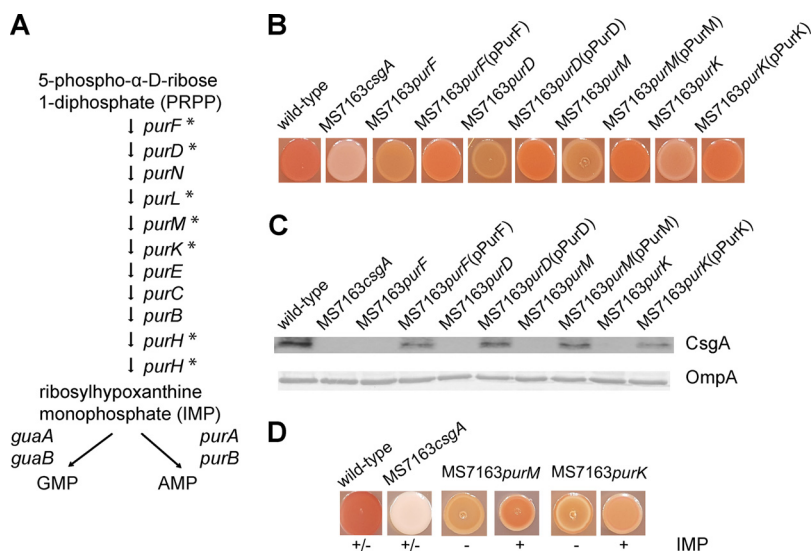 A
5-phospho-α-D-ribose
1-diphosphate (PRPP)
↓ purF *
↓ purD *
↓ purN
↓ purL *
↓ purM *
↓ purK *
↓ purE
↓ purC
↓ purB
↓ purH *
↓ purH *
ribosylhypoxanthine
monophosphate (IMP)
guaA purA
guaB purB
GMP AMP
B
wild-type
MS7163csgA
MS7163purF
MS7163purF(pPurF)
MS7163purD
MS7163purD(pPurD)
MS7163purM
MS7163purM(pPurM)
MS7163purK
MS7163purK(pPurK)
C
wild-type
MS7163csgA
MS7163purF
MS7163purF(pPurF)
MS7163purD
MS7163purD(pPurD)
MS7163purM
MS7163purM(pPurM)
MS7163purK
MS7163purK(pPurK)
CsgA
OmpA
D
wild-type
MS7163csgA
MS7163purM MS7163purK
+/- +/- - + - + IMP